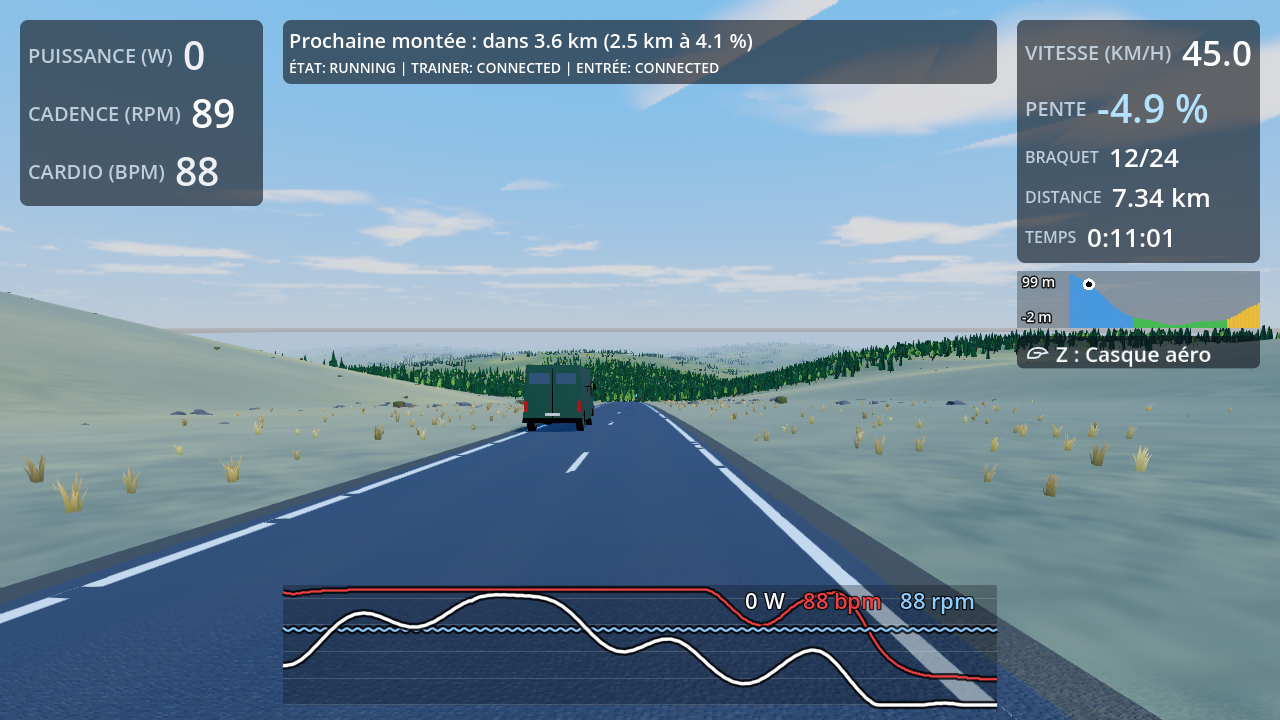 PUISSANCE (W) 0
CADENCE (RPM) 89
CARDIO (BPM) 88
Prochaine montée : dans 3.6 km (2.5 km à 4.1 %)
ÉTAT: RUNNING | TRAINER: CONNECTED | ENTRÉE: CONNECTED
VITESSE (KM/H) 45.0
PENTE -4.9 %
BRAQUET 12/24
DISTANCE 7.34 km
TEMPS 0:11:01
99 m
-2 m
Z : Casque aéro
0 W 88 bpm 88 rpm